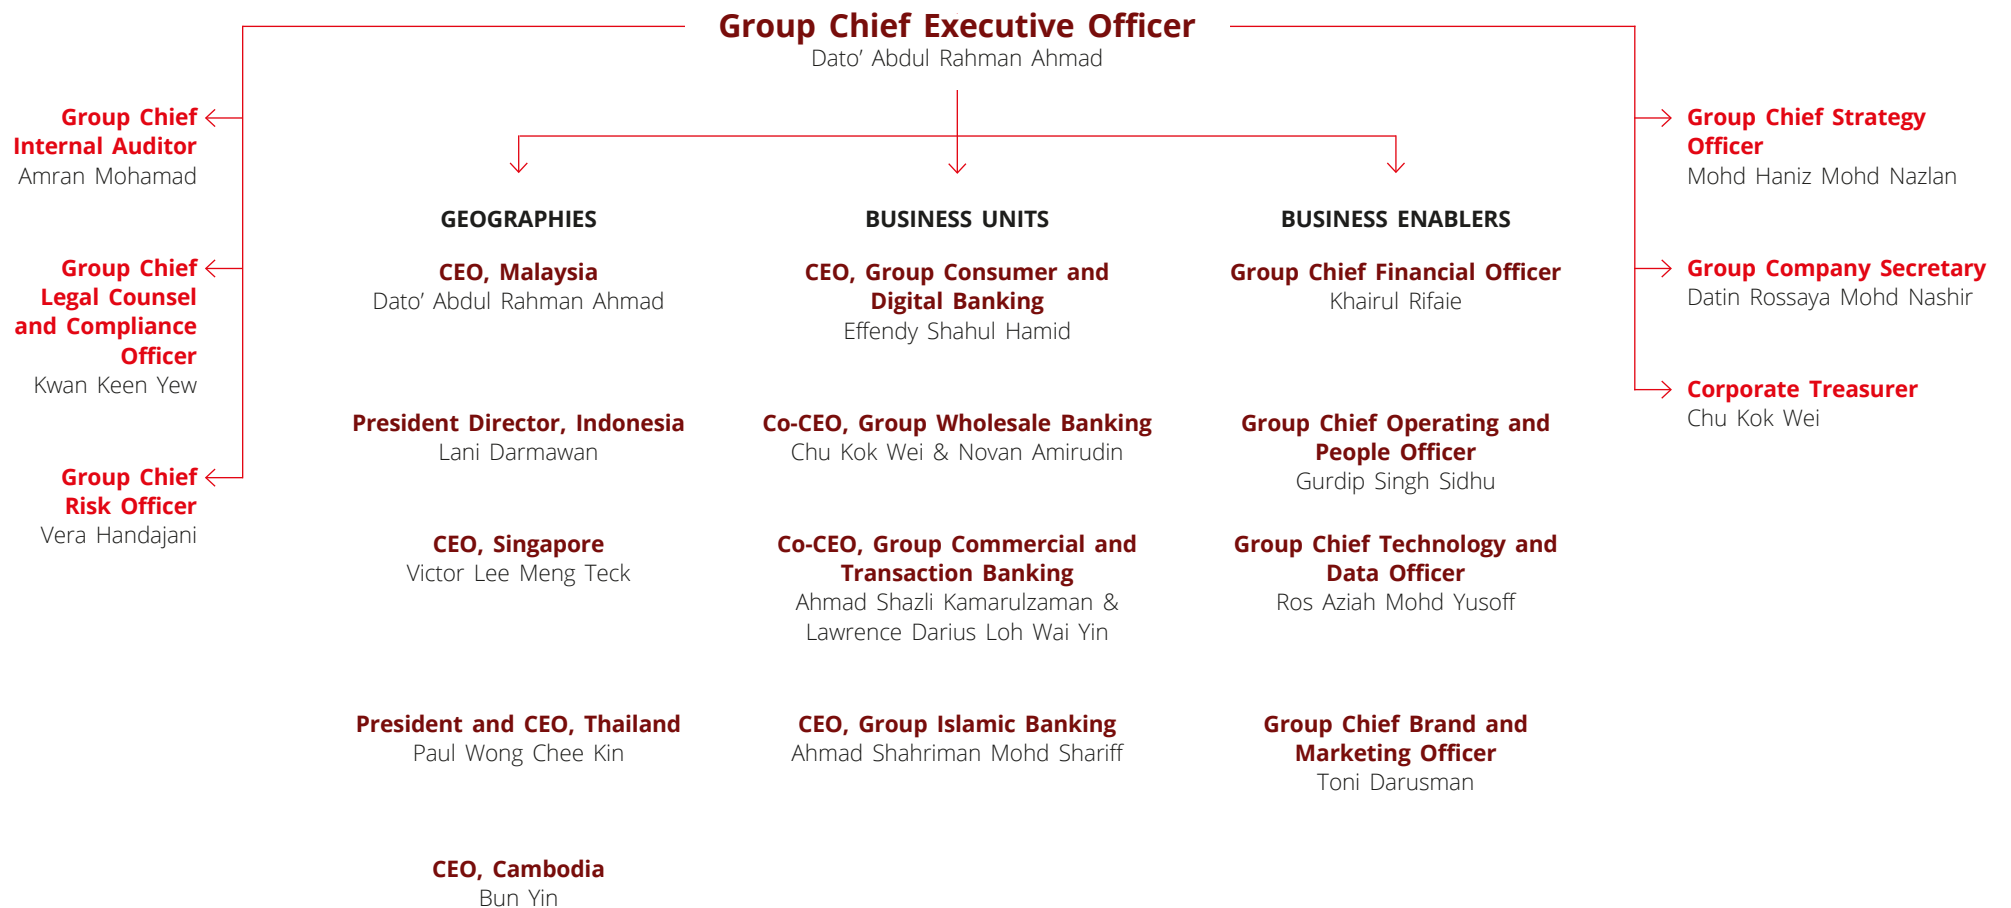 Group Chief Executive Officer
Dato’ Abdul Rahman Ahmad
Group Chief
Internal Auditor
Amran Mohamad
Group Chief
Legal Counsel
and Compliance
Officer
Kwan Keen Yew
Group Chief
Risk Officer
Vera Handajani
GEOGRAPHIES
CEO, Malaysia
Dato’ Abdul Rahman Ahmad
President Director, Indonesia
Lani Darmawan
CEO, Singapore
Victor Lee Meng Teck
President and CEO, Thailand
Paul Wong Chee Kin
CEO, Cambodia
Bun Yin
BUSINESS UNITS
CEO, Group Consumer and
Digital Banking
Effendy Shahul Hamid
Co-CEO, Group Wholesale Banking
Chu Kok Wei & Novan Amirudin
Co-CEO, Group Commercial and
Transaction Banking
Ahmad Shazli Kamarulzaman &
Lawrence Darius Loh Wai Yin
CEO, Group Islamic Banking
Ahmad Shahriman Mohd Shariff
BUSINESS ENABLERS
Group Chief Financial Officer
Khairul Rifaie
Group Chief Operating and
People Officer
Gurdip Singh Sidhu
Group Chief Technology and
Data Officer
Ros Aziah Mohd Yusoff
Group Chief Brand and
Marketing Officer
Toni Darusman
Group Chief Strategy
Officer
Mohd Haniz Mohd Nazlan
Group Company Secretary
Datin Rossaya Mohd Nashir
Corporate Treasurer
Chu Kok Wei